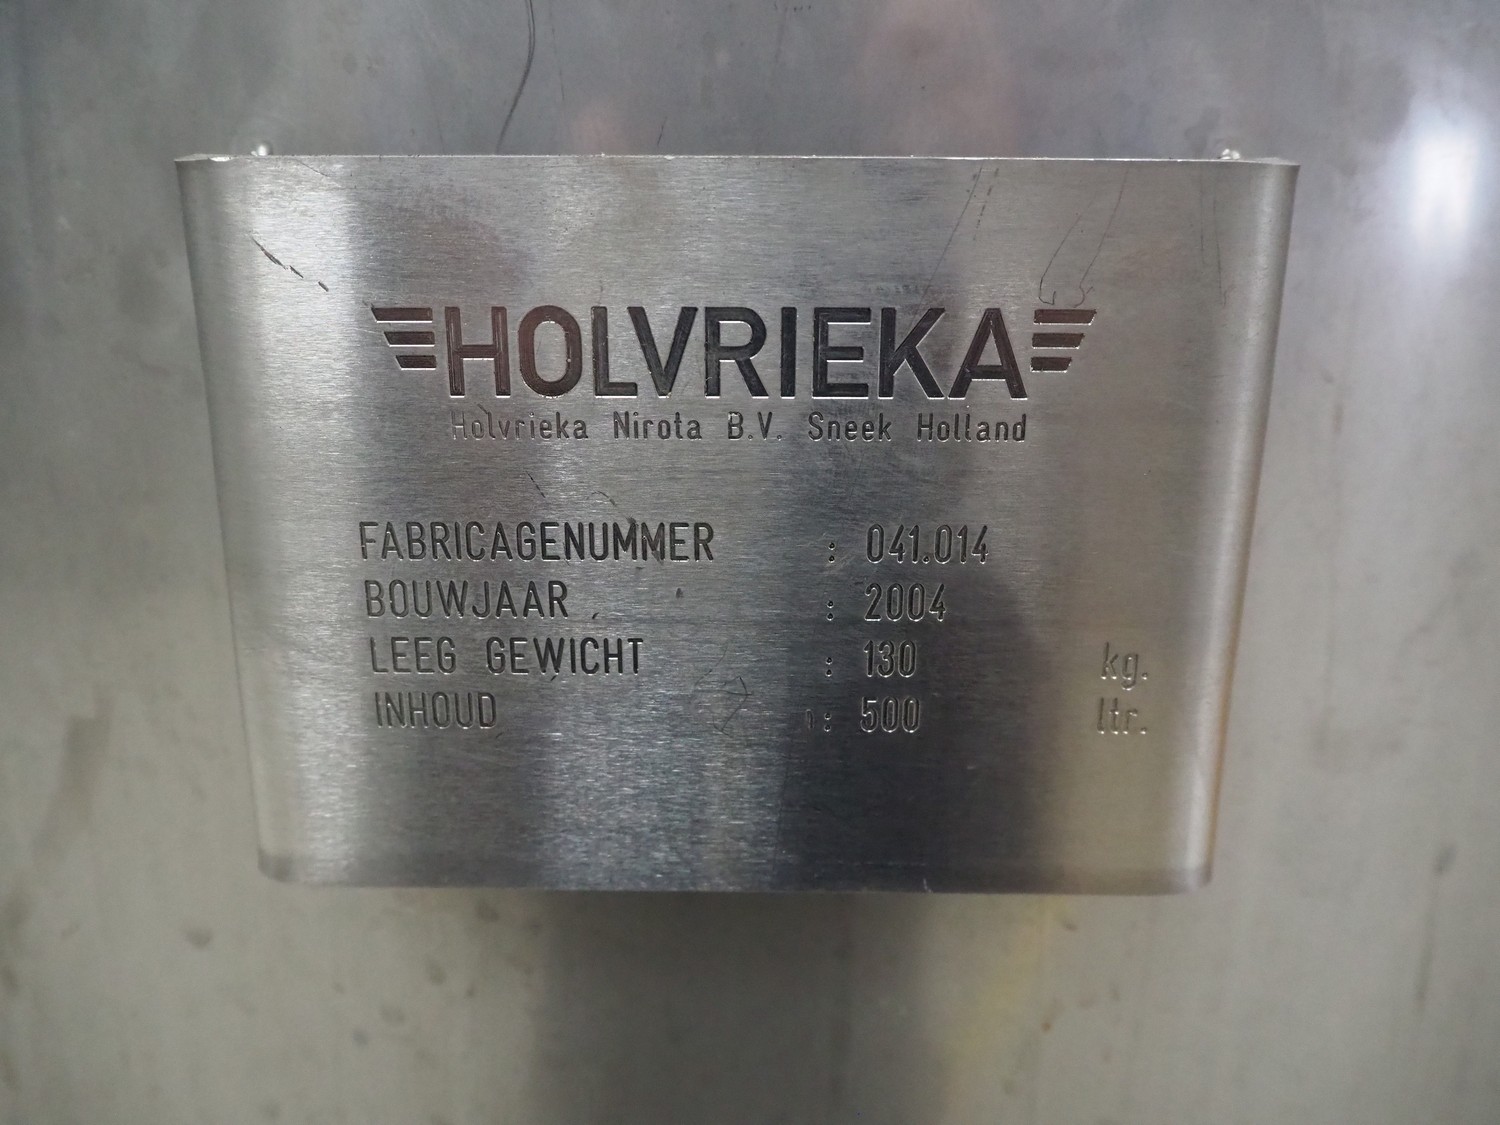 HOLVRIEKA
Holvrieka Nirota B.V. Sneek Holland
FABRICAGENUMMER : 041.014
BOUWJAAR : 2004
LEEG GEWICHT : 130 kg.
INHOUD : 500 ltr.